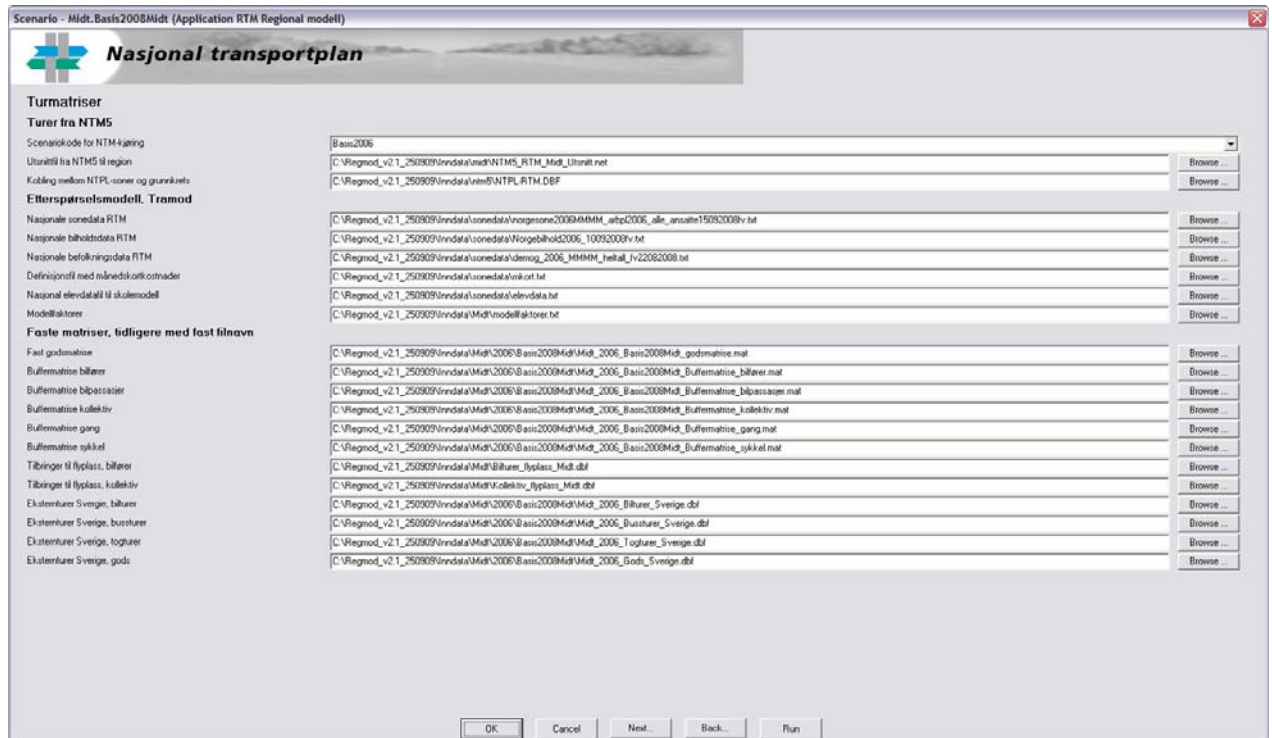 Scenario - Midt.Basis2008Midt (Application RTM Regional modell)
Nasjonal transportplan
Turmatriser
Turer fra NTM5
Scenariokode for NTM-kjøring Basis2006
Utsnittfil fra NTM5 til region C:\Regmod_v2.1_250909\Inndata\midt\NTM5_RTM_Midt_Utsnitt.net Browse ...
Kobling mellom NTPL-soner og grunnkrets C:\Regmod_v2.1_250909\Inndata\ntm5\NTPL-RTM.DBF Browse ...
Etterspørselsmodell, Tramod
Nasjonale sonedata RTM C:\Regmod_v2.1_250909\Inndata\sonedata\norgesone2006MMMM_arbpl2006_alle_ansatte15092008fv.txt Browse ...
Nasjonale bilholdsdata RTM C:\Regmod_v2.1_250909\Inndata\sonedata\Norgebilhold2006_10092008fv.txt Browse ...
Nasjonale befolkningsdata RTM C:\Regmod_v2.1_250909\Inndata\sonedata\demog_2006_MMMM_heltall_fv22082008.txt Browse ...
Definisjonsfil med månedskortkostnader C:\Regmod_v2.1_250909\Inndata\sonedata\mkort.txt Browse ...
Nasjonal elevdatafil til skolemodell C:\Regmod_v2.1_250909\Inndata\sonedata\elevdata.txt Browse ...
Modellfaktorer C:\Regmod_v2.1_250909\Inndata\Midt\modellfaktorer.txt Browse ...
Faste matriser, tidligere med fast filnavn
Fast godsmatrise C:\Regmod_v2.1_250909\Inndata\Midt\2006\Basis2008Midt\Midt_2006_Basis2008Midt_godsmatrise.mat Browse ...
Buffermatrise bilfører C:\Regmod_v2.1_250909\Inndata\Midt\2006\Basis2008Midt\Midt_2006_Basis2008Midt_Buffermatrise_bilfører.mat Browse ...
Buffermatrise bilpassasjer C:\Regmod_v2.1_250909\Inndata\Midt\2006\Basis2008Midt\Midt_2006_Basis2008Midt_Buffermatrise_bilpassasjer.mat Browse ...
Buffermatrise kollektiv C:\Regmod_v2.1_250909\Inndata\Midt\2006\Basis2008Midt\Midt_2006_Basis2008Midt_Buffermatrise_kollektiv.mat Browse ...
Buffermatrise gang C:\Regmod_v2.1_250909\Inndata\Midt\2006\Basis2008Midt\Midt_2006_Basis2008Midt_Buffermatrise_gang.mat Browse ...
Buffermatrise sykkel C:\Regmod_v2.1_250909\Inndata\Midt\2006\Basis2008Midt\Midt_2006_Basis2008Midt_Buffermatrise_sykkel.mat Browse ...
Tilbringer til flyplass, bilfører C:\Regmod_v2.1_250909\Inndata\Midt\Bilturer_flyplass_Midt.dbf Browse ...
Tilbringer til flyplass, kollektiv C:\Regmod_v2.1_250909\Inndata\Midt\Kollektiv_flyplass_Midt.dbf Browse ...
Eksternturer Sverige, bilturer C:\Regmod_v2.1_250909\Inndata\Midt\2006\Basis2008Midt\Midt_2006_Bilturer_Sverige.dbf Browse ...
Eksternturer Sverige, bussturer C:\Regmod_v2.1_250909\Inndata\Midt\2006\Basis2008Midt\Midt_2006_Bussturer_Sverige.dbf Browse ...
Eksternturer Sverige, togturer C:\Regmod_v2.1_250909\Inndata\Midt\2006\Basis2008Midt\Midt_2006_Togturer_Sverige.dbf Browse ...
Eksternturer Sverige, gods C:\Regmod_v2.1_250909\Inndata\Midt\2006\Basis2008Midt\Midt_2006_Gods_Sverige.dbf Browse ...
OK Cancel Next... Back... Run